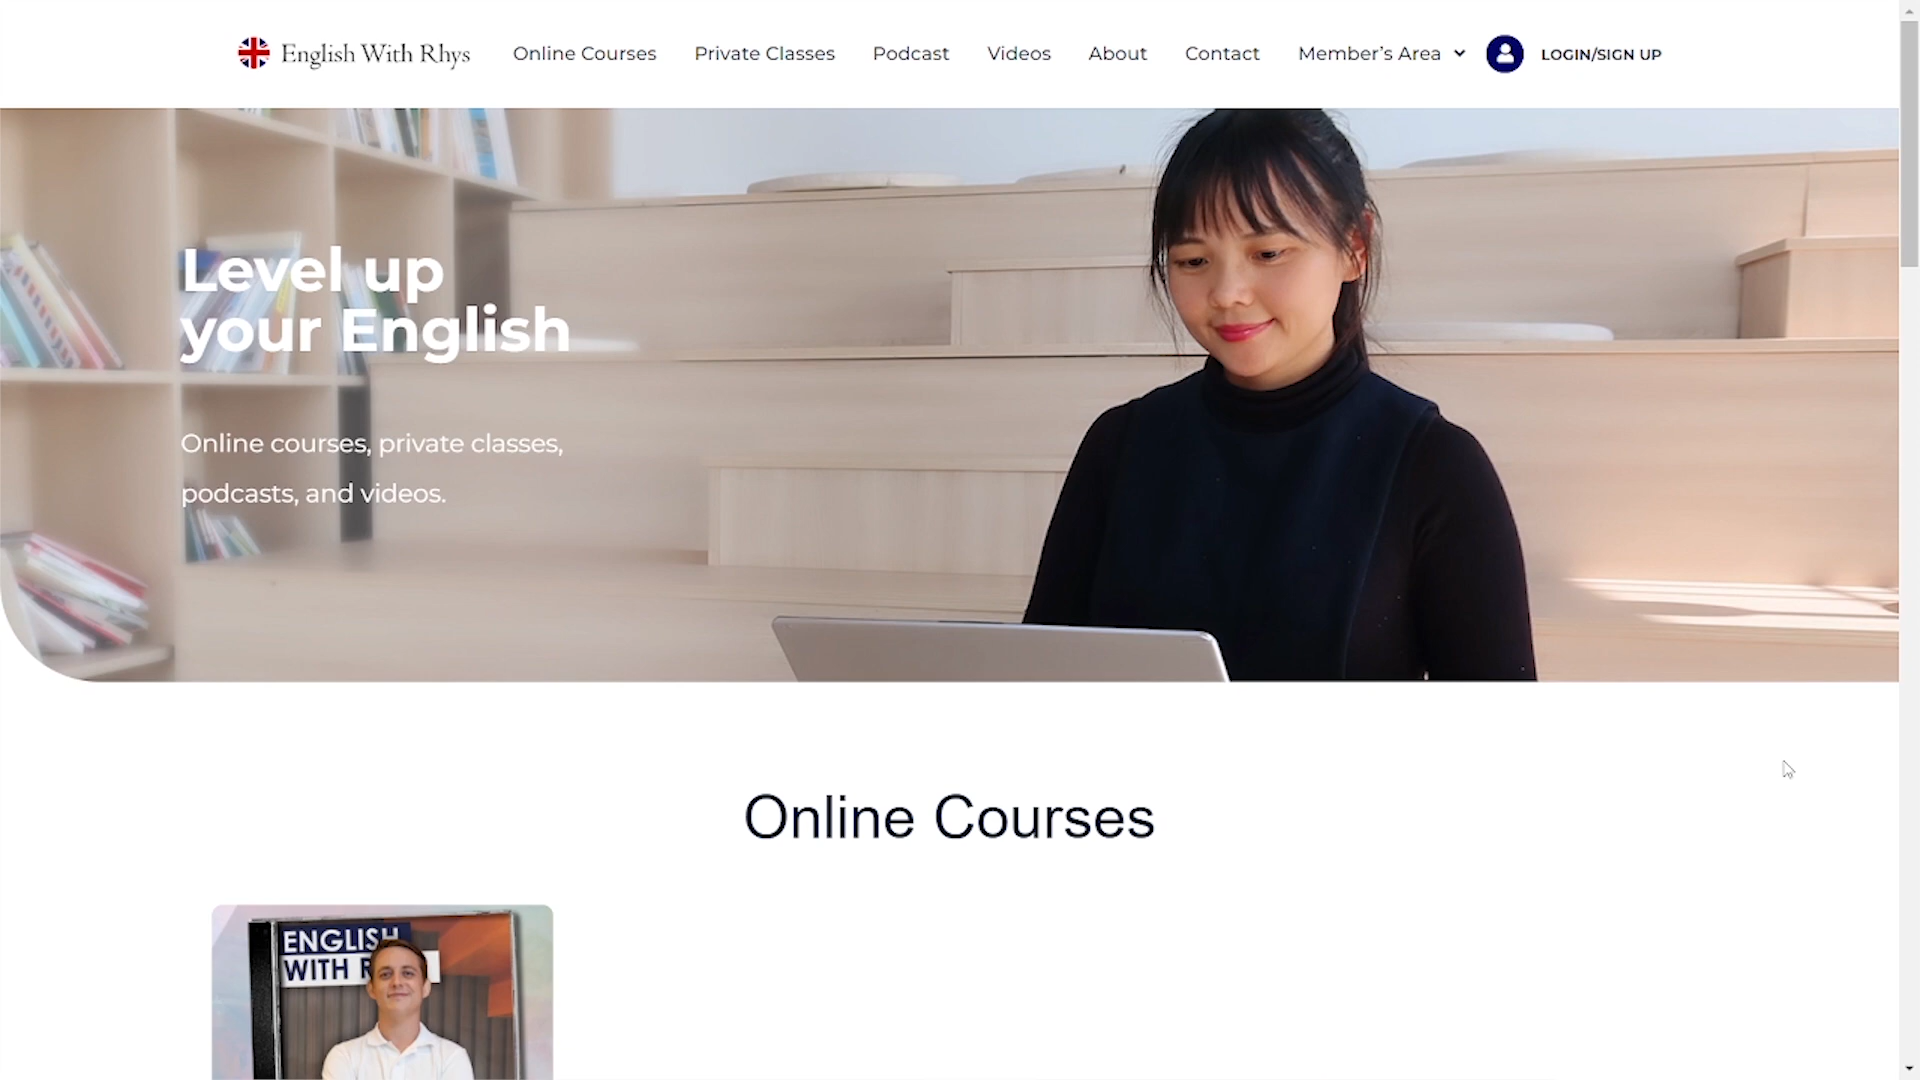 English With Rhys
Online Courses
Private Classes
Podcast
Videos
About
Contact
Member’s Area
LOGIN/SIGN UP
Level up
your English
Online courses, private classes,
podcasts, and videos.
Online Courses
ENGLISH
WITH